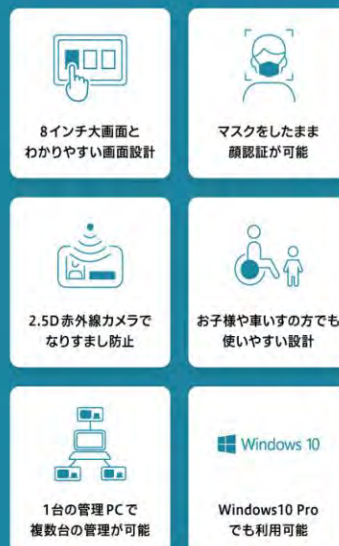 8インチ大画面と
わかりやすい画面設計
マスクをしたまま
顔認証が可能
2.5D赤外線カメラで
なりすまし防止
お子様や車いすの方でも
使いやすい設計
1台の管理PCで
複数台の管理が可能
Windows 10
Windows10 Pro
でも利用可能